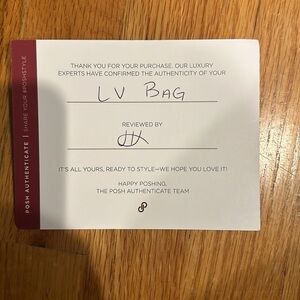 THANK YOU FOR YOUR PURCHASE. OUR LUXURY
EXPERTS HAVE CONFIRMED THE AUTHENTICITY OF YOUR
LV BAG
REVIEWED BY
IT'S ALL YOURS, READY TO STYLE—WE HOPE YOU LOVE IT!
HAPPY POSHING,
THE POSH AUTHENTICATE TEAM
POSH AUTHENTICATE | SHARE YOUR #POSHSTYLE